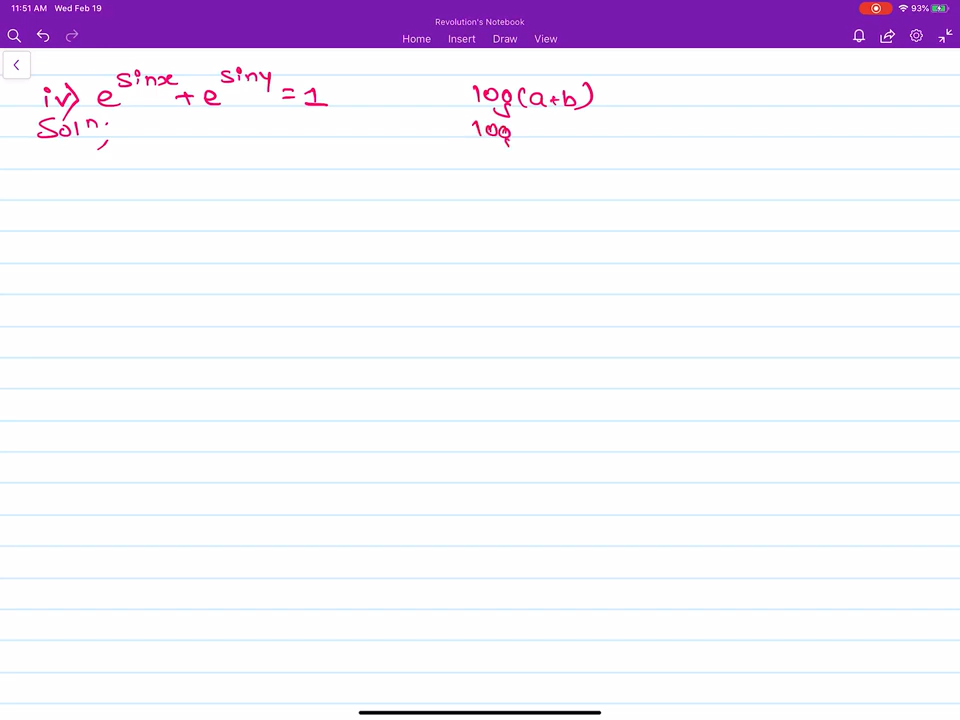 11:51 AM Wed Feb 19
93%
Revolution's Notebook
Home Insert Draw View
iv) e^sinx + e^siny = 1
log(a+b)
Solⁿ;
log